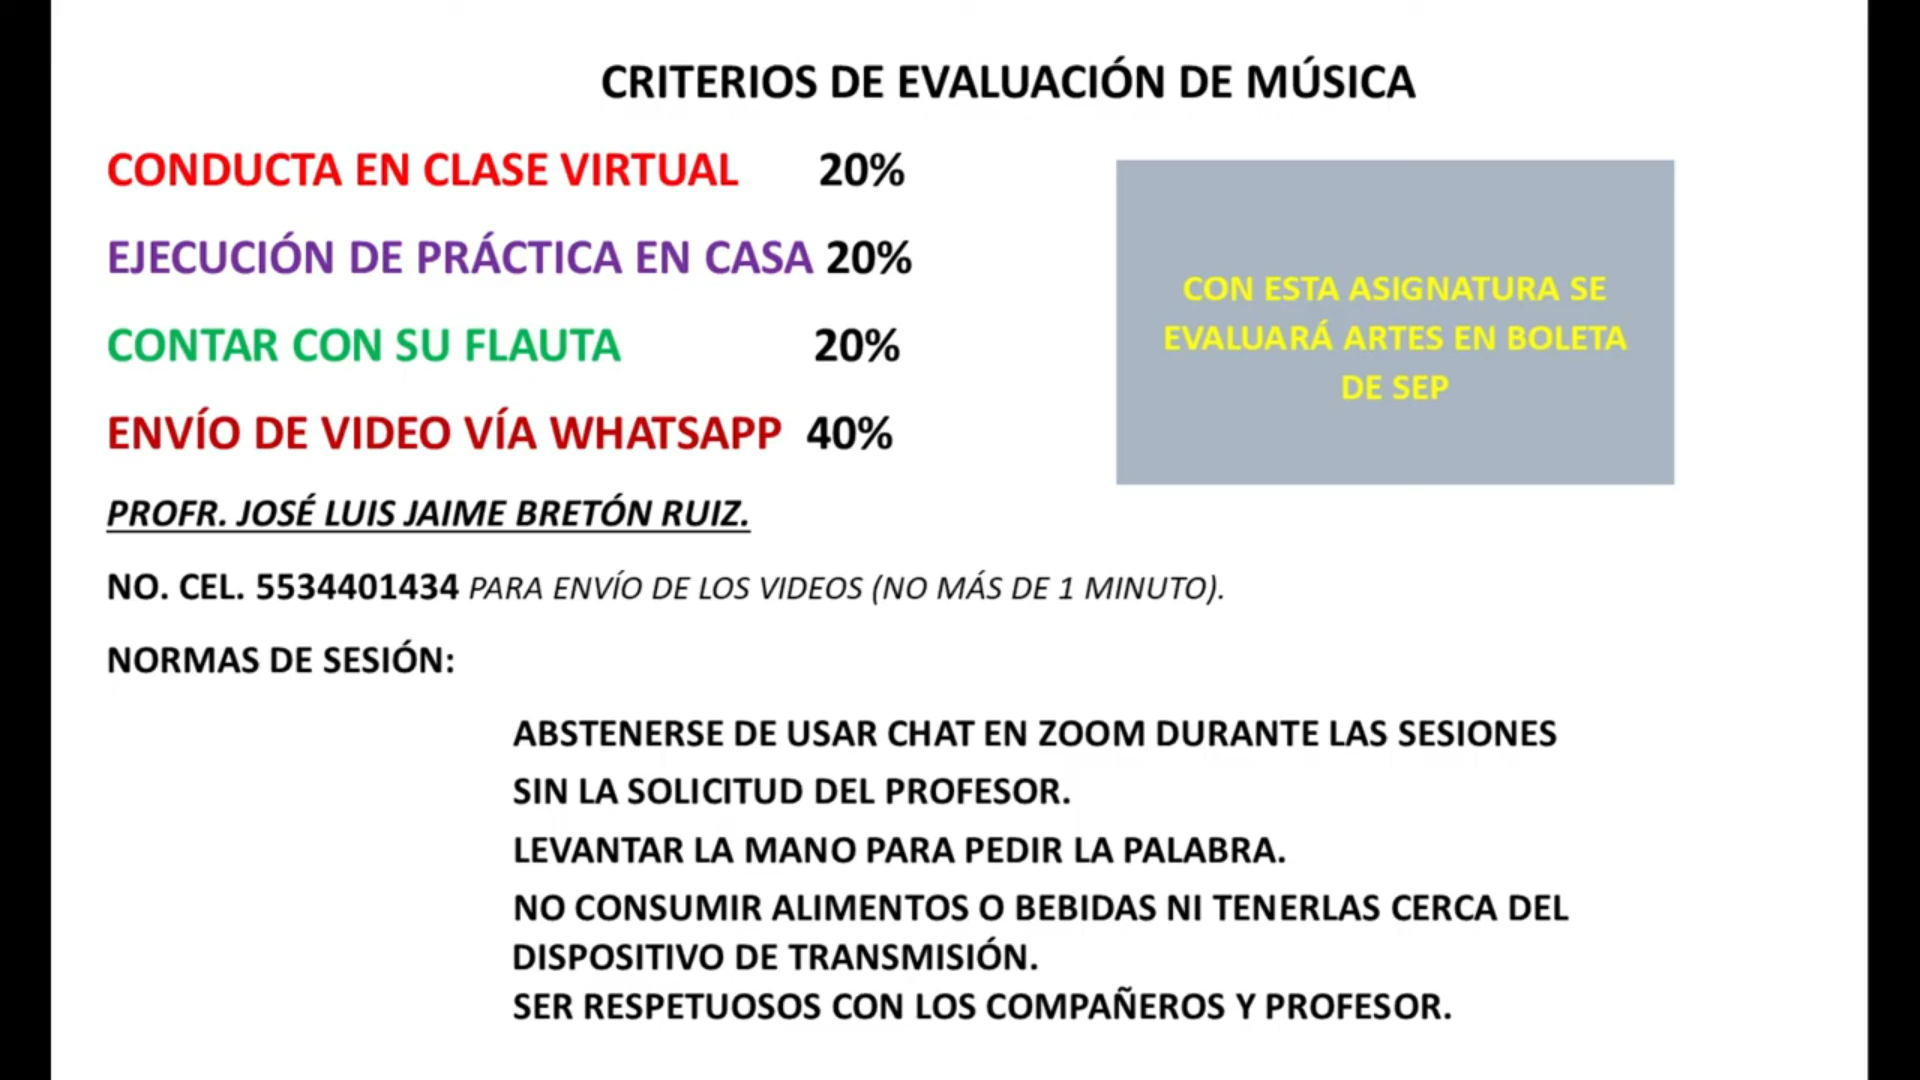 CRITERIOS DE EVALUACIÓN DE MÚSICA
CONDUCTA EN CLASE VIRTUAL 20%
EJECUCIÓN DE PRÁCTICA EN CASA 20%
CONTAR CON SU FLAUTA 20%
ENVÍO DE VIDEO VÍA WHATSAPP 40%
CON ESTA ASIGNATURA SE
EVALUARÁ ARTES EN BOLETA
DE SEP
PROFR. JOSÉ LUIS JAIME BRETÓN RUIZ.
NO. CEL. 5534401434 PARA ENVÍO DE LOS VIDEOS (NO MÁS DE 1 MINUTO).
NORMAS DE SESIÓN:
ABSTENERSE DE USAR CHAT EN ZOOM DURANTE LAS SESIONES
SIN LA SOLICITUD DEL PROFESOR.
LEVANTAR LA MANO PARA PEDIR LA PALABRA.
NO CONSUMIR ALIMENTOS O BEBIDAS NI TENERLAS CERCA DEL
DISPOSITIVO DE TRANSMISIÓN.
SER RESPETUOSOS CON LOS COMPAÑEROS Y PROFESOR.